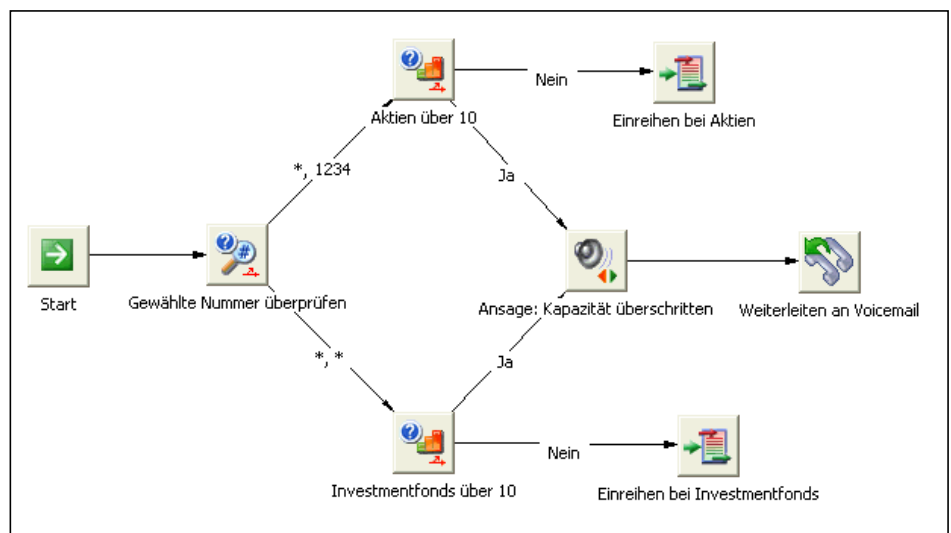 Nein
Aktien über 10
Einreihen bei Aktien
*, 1234
Ja
Start
Gewählte Nummer überprüfen
Ansage: Kapazität überschritten
Weiterleiten an Voicemail
*, *
Ja
Nein
Investmentfonds über 10
Einreihen bei Investmentfonds